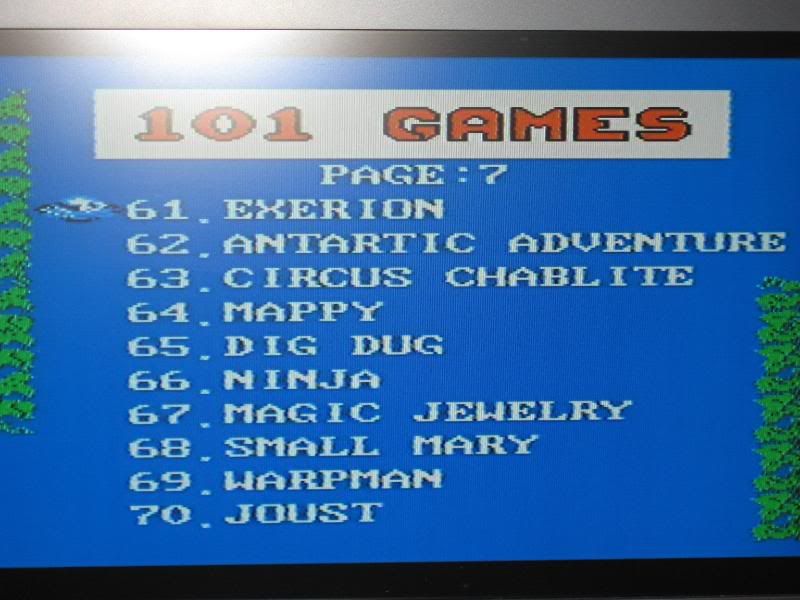 101 GAMES
PAGE:7
61.EXERION
62.ANTARTIC ADVENTURE
63.CIRCUS CHABLITE
64.MAPPY
65.DIG DUG
66.NINJA
67.MAGIC JEWELRY
68.SMALL MARY
69.WARPMAN
70.JOUST